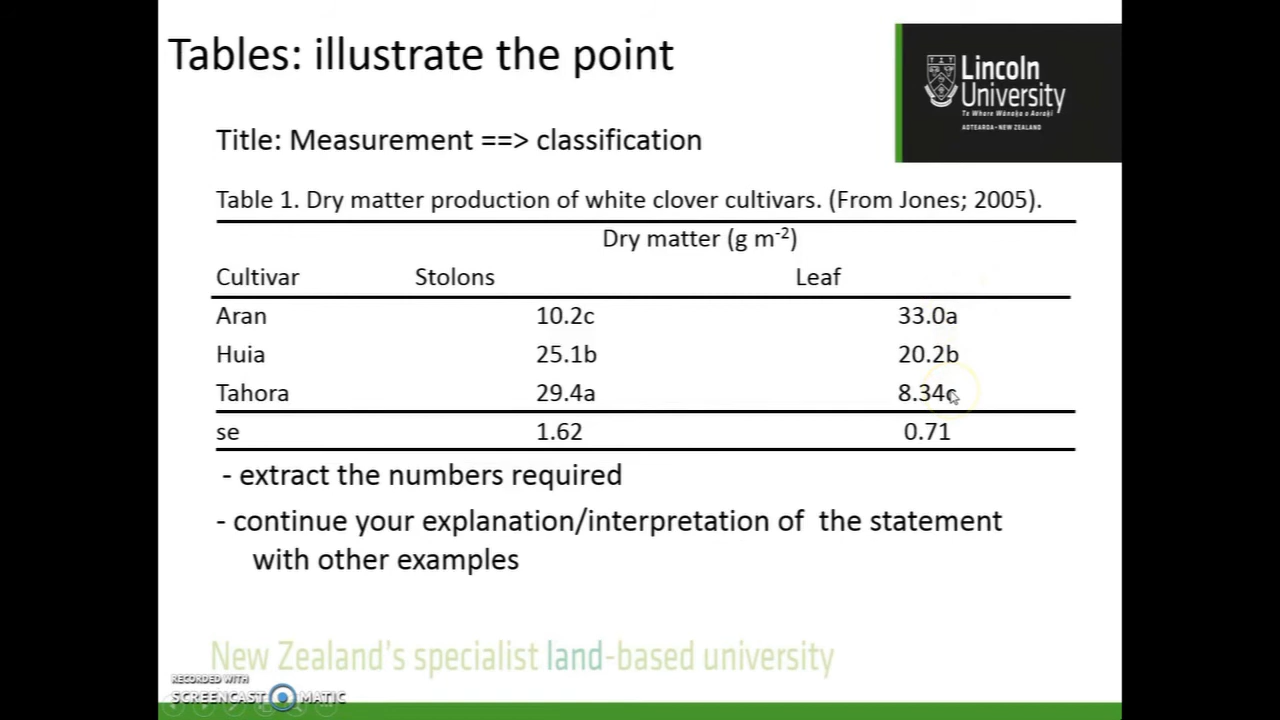 Tables: illustrate the point
Lincoln
University
Te Whare Wānaka o Aoraki
AOTEAROA • NEW ZEALAND
Title: Measurement ==> classification
Table 1. Dry matter production of white clover cultivars. (From Jones; 2005).
Dry matter (g m-2)
Cultivar Stolons Leaf
Aran 10.2c 33.0a
Huia 25.1b 20.2b
Tahora 29.4a 8.34c
se 1.62 0.71
- extract the numbers required
- continue your explanation/interpretation of the statement
with other examples
New Zealand's specialist land-based university
RECORDED WITH
SCREENCAST MATIC